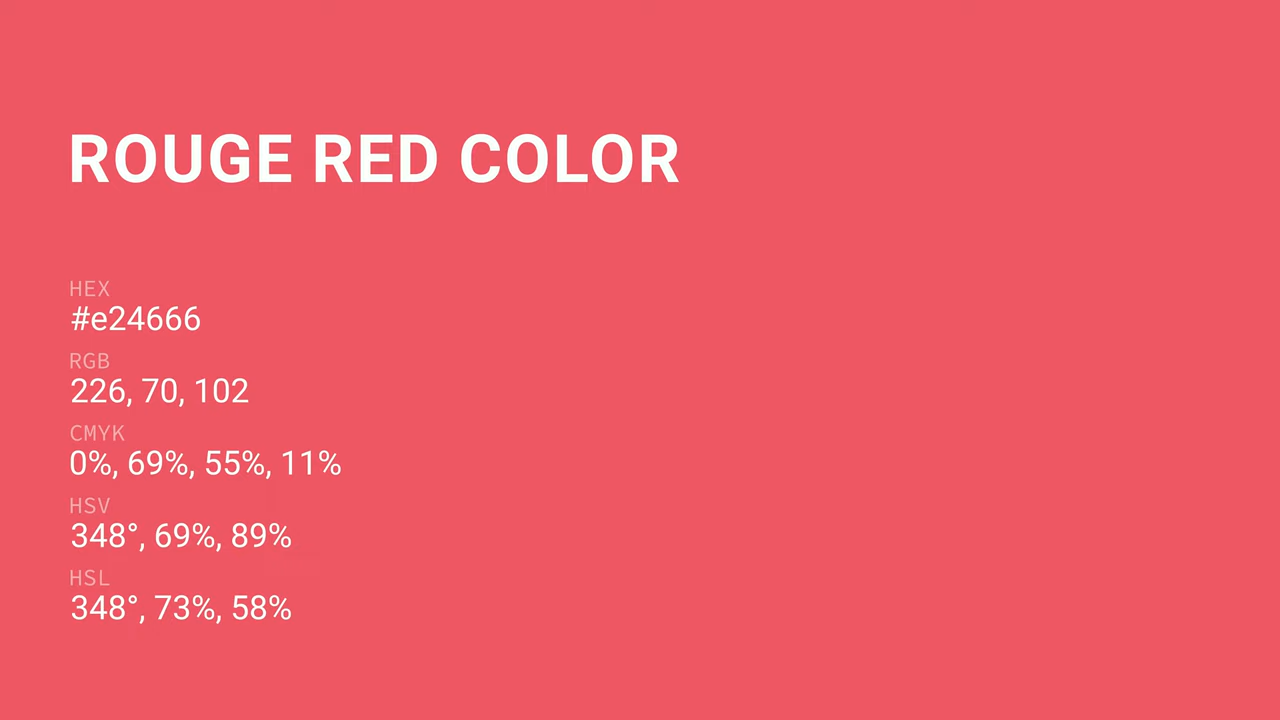 ROUGE RED COLOR
HEX
#e24666
RGB
226, 70, 102
CMYK
0%, 69%, 55%, 11%
HSV
348°, 69%, 89%
HSL
348°, 73%, 58%